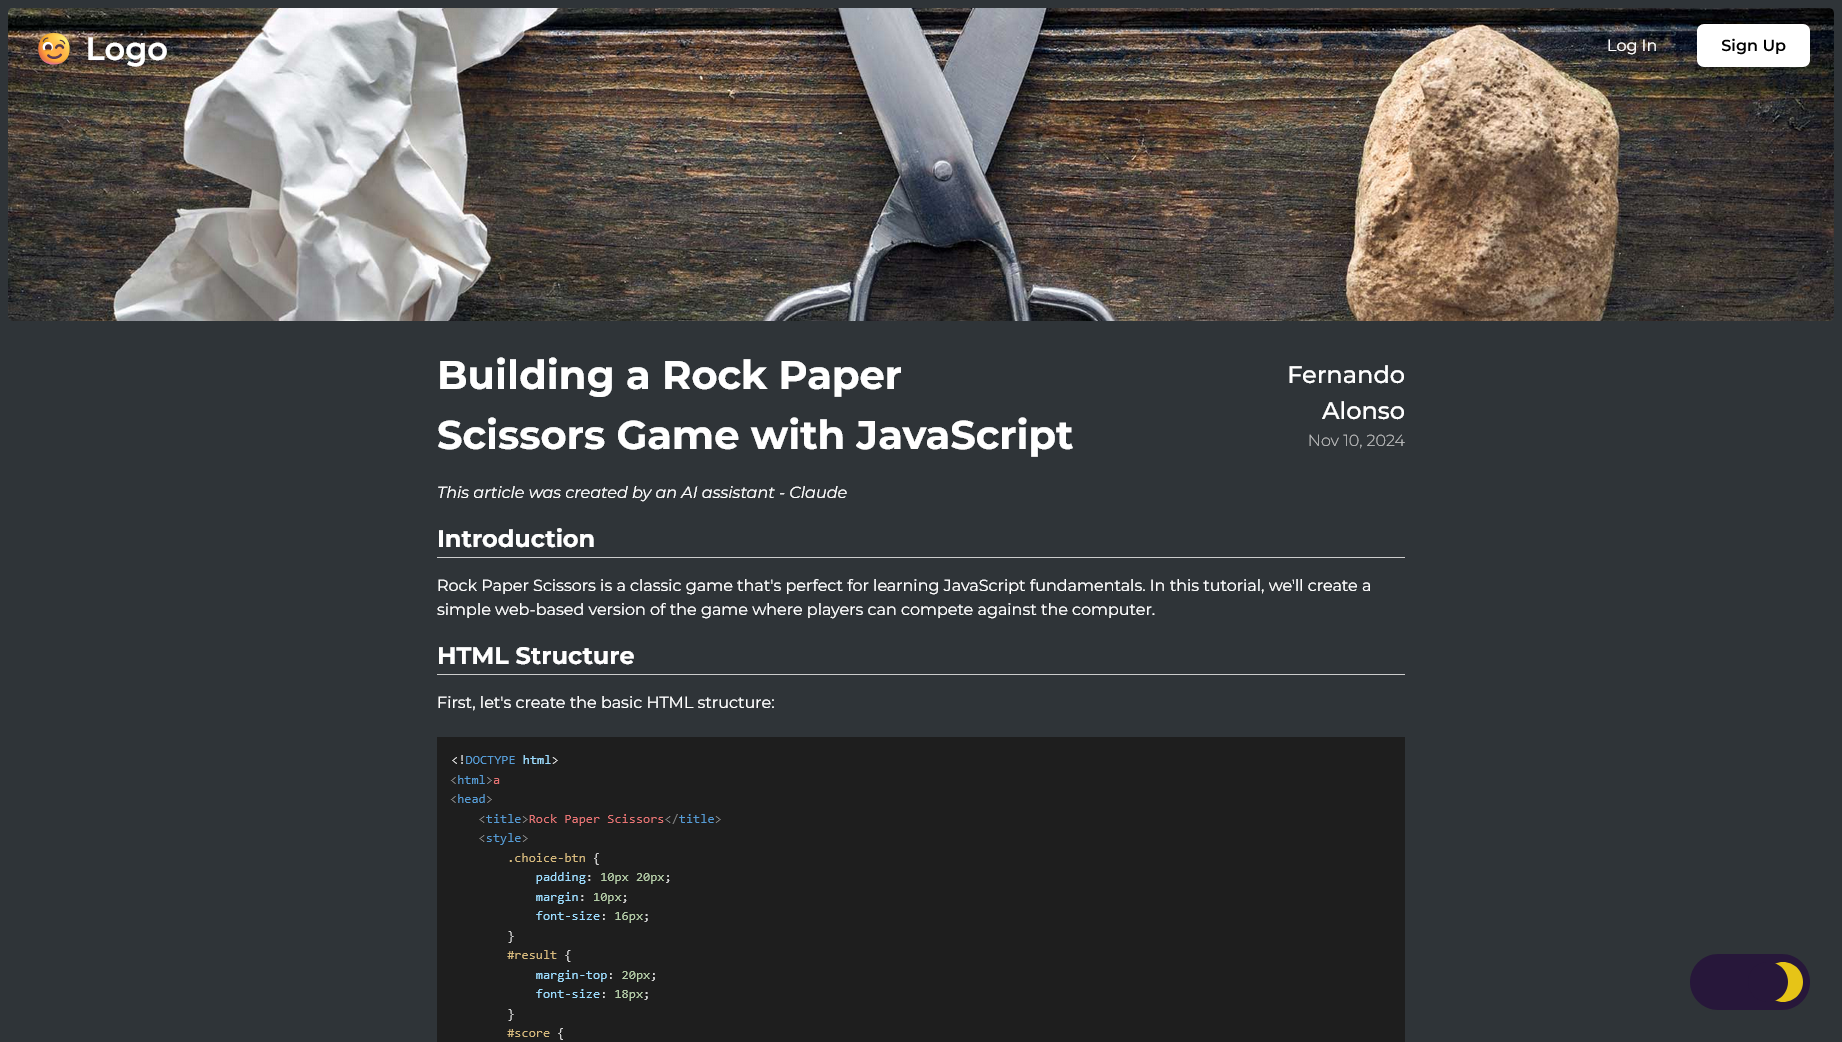 Logo
Log In
Sign Up
Building a Rock Paper
Scissors Game with JavaScript
Fernando
Alonso
Nov 10, 2024
This article was created by an AI assistant - Claude
Introduction
Rock Paper Scissors is a classic game that's perfect for learning JavaScript fundamentals. In this tutorial, we'll create a
simple web-based version of the game where players can compete against the computer.
HTML Structure
First, let's create the basic HTML structure:
<!DOCTYPE html>
<html>a
<head>
    <title>Rock Paper Scissors</title>
    <style>
        .choice-btn {
            padding: 10px 20px;
            margin: 10px;
            font-size: 16px;
        }
        #result {
            margin-top: 20px;
            font-size: 18px;
        }
        #score {